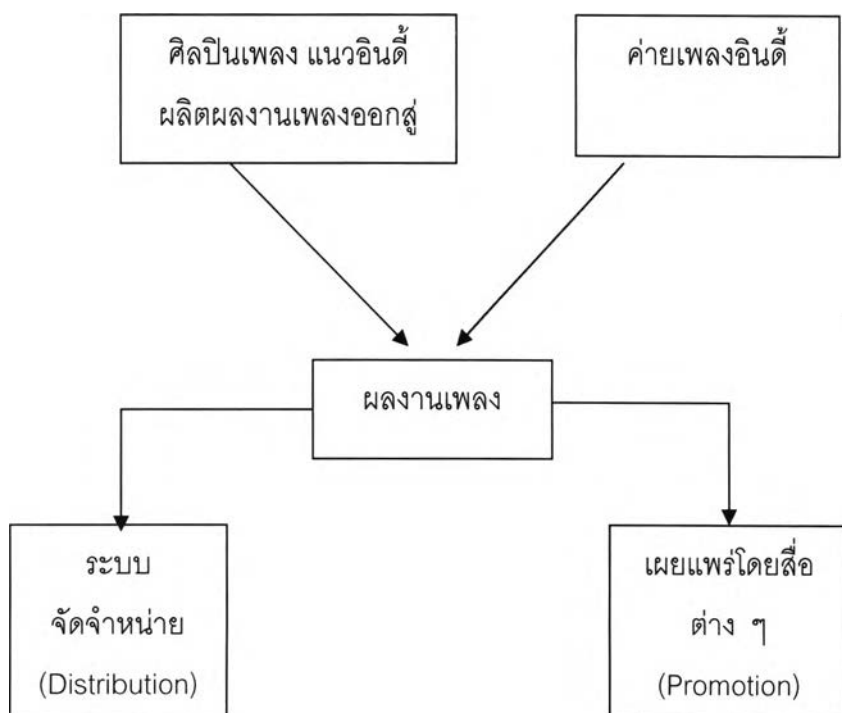 ศิลปินเพลง แนวอินดี้
ผลิตผลงานเพลงออกสู่
ค่ายเพลงอินดี้
ผลงานเพลง
ระบบ
จัดจำหน่าย
(Distribution)
เผยแพร่โดยสื่อ
ต่าง ๆ
(Promotion)